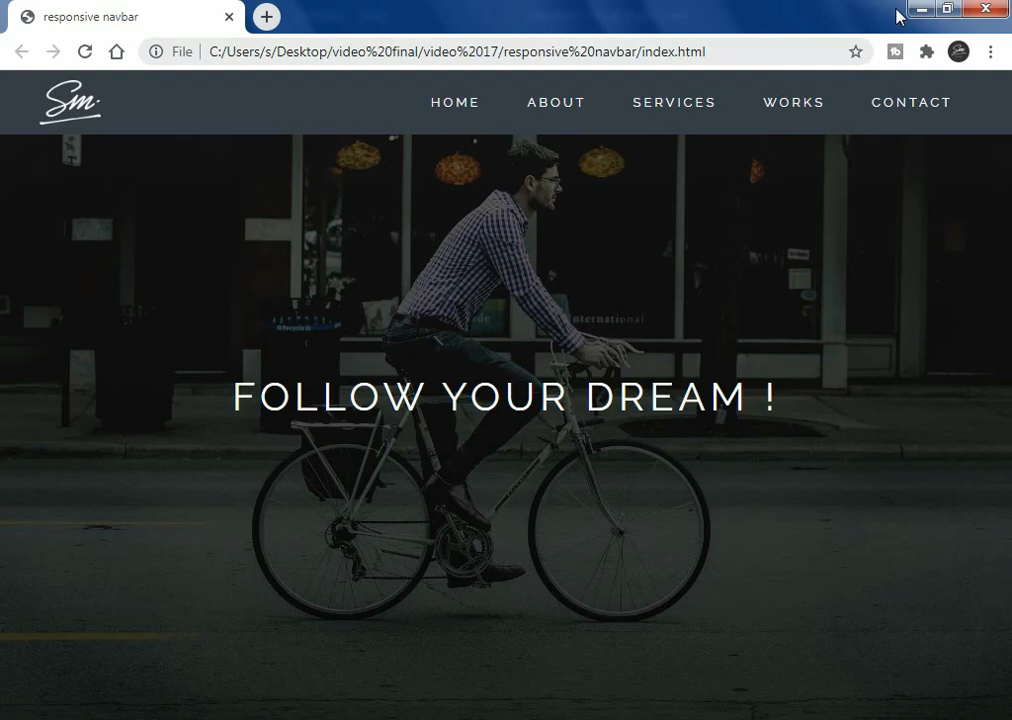 responsive navbar
File C:/Users/s/Desktop/video%20final/video%2017/responsive%20navbar/index.html
Sm.
HOME ABOUT SERVICES WORKS CONTACT
international
FOLLOW YOUR DREAM !